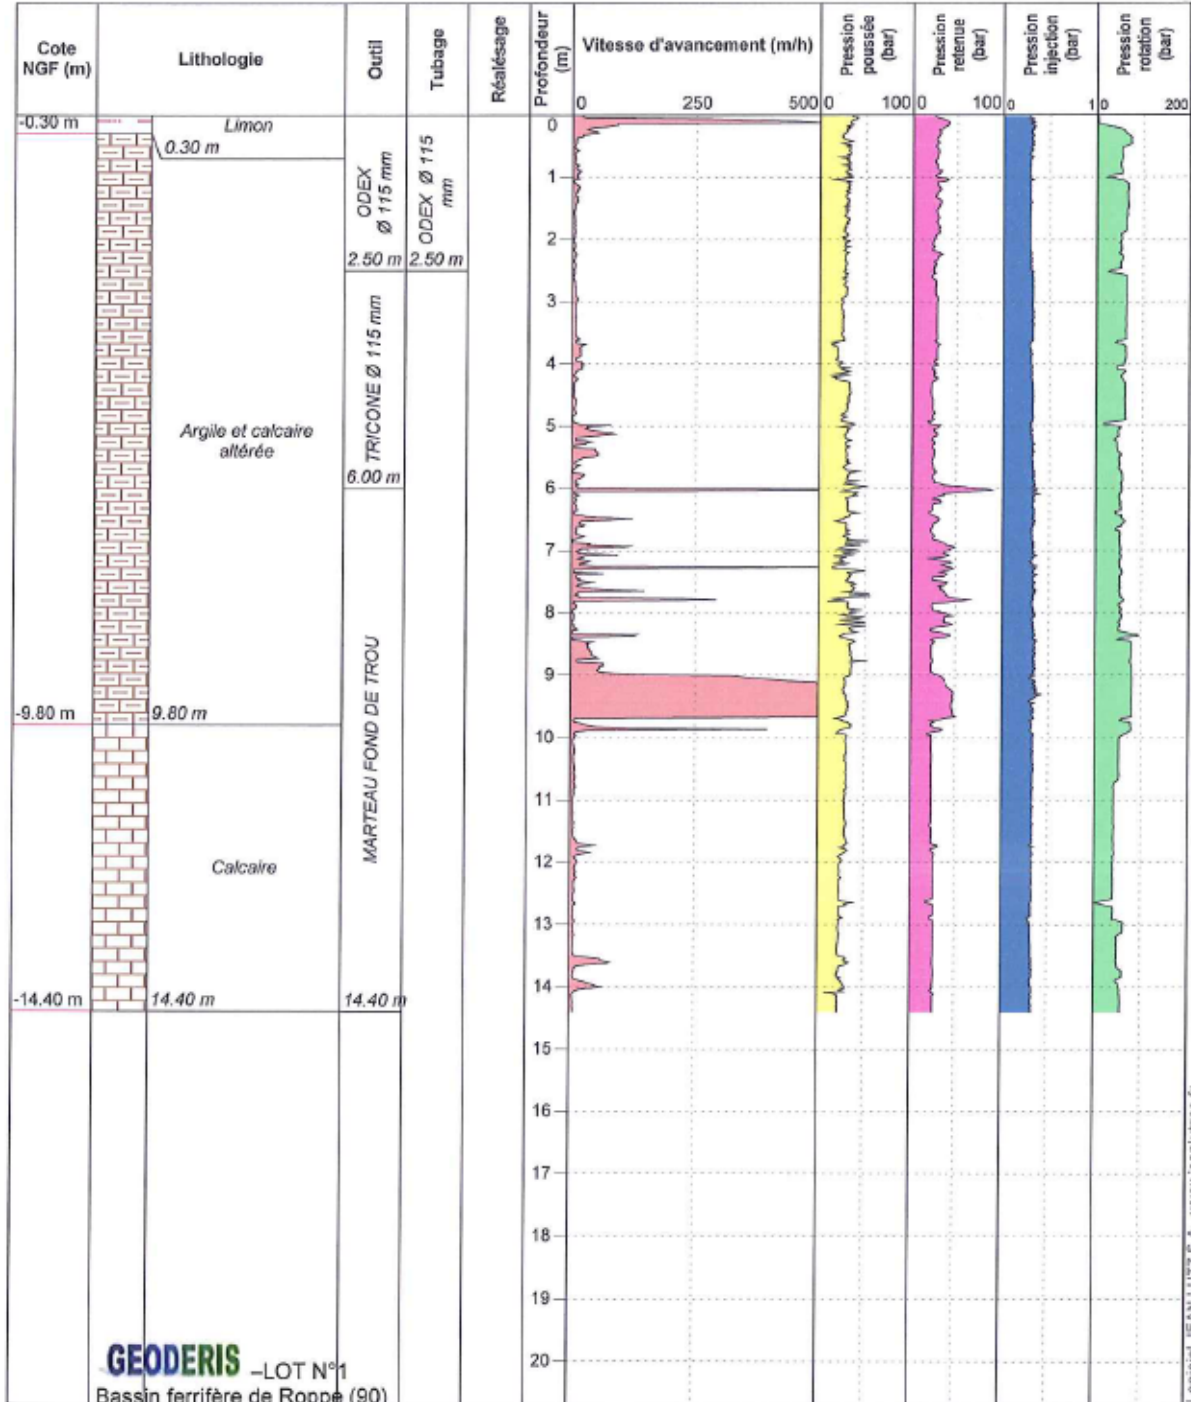 Cote
NGF (m)
Lithologie
Outil
Tubage
Réalésage
Profondeur
(m)
Vitesse d'avancement (m/h)
Pression
poussée
(bar)
Pression
retenue
(bar)
Pression
injection
(bar)
Pression
rotation
(bar)
0 250 500
0 100
0 100
0 1
0 200
-0.30 m
Limon
0.30 m
ODEX
Ø 115 mm
ODEX Ø 115
mm
2.50 m
2.50 m
TRICONE Ø 115 mm
Argile et calcaire
altérée
6.00 m
MARTEAU FOND DE TROU
-9.80 m
9.80 m
Calcaire
-14.40 m
14.40 m
14.40 m
0
1
2
3
4
5
6
7
8
9
10
11
12
13
14
15
16
17
18
19
20
GEODERIS –LOT N°1
Bassin ferrifère de Roppe (90)